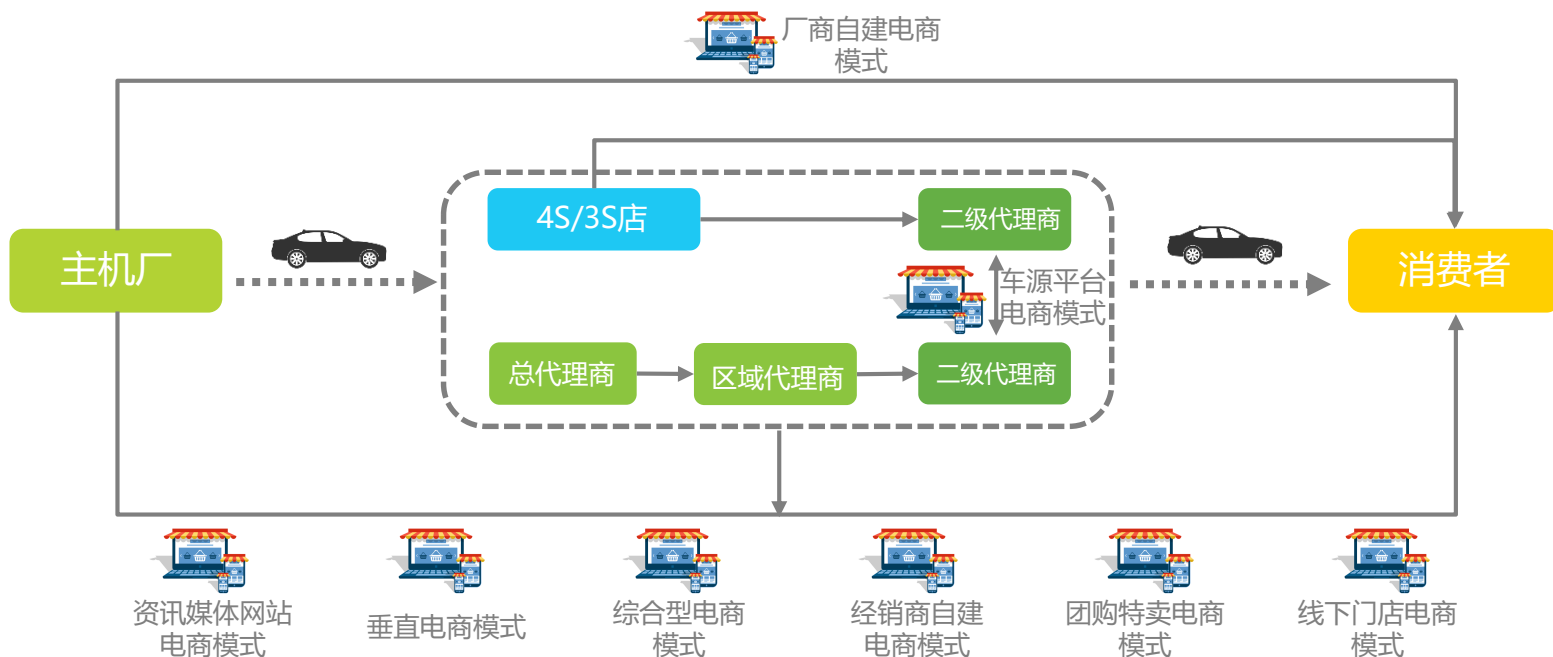 厂商自建电商
模式
4S/3S店
二级代理商
主机厂
消费者
车源平台
电商模式
总代理商
区域代理商
二级代理商
资讯媒体网站
电商模式
垂直电商模式
综合型电商
模式
经销商自建
电商模式
团购特卖电商
模式
线下门店电商
模式